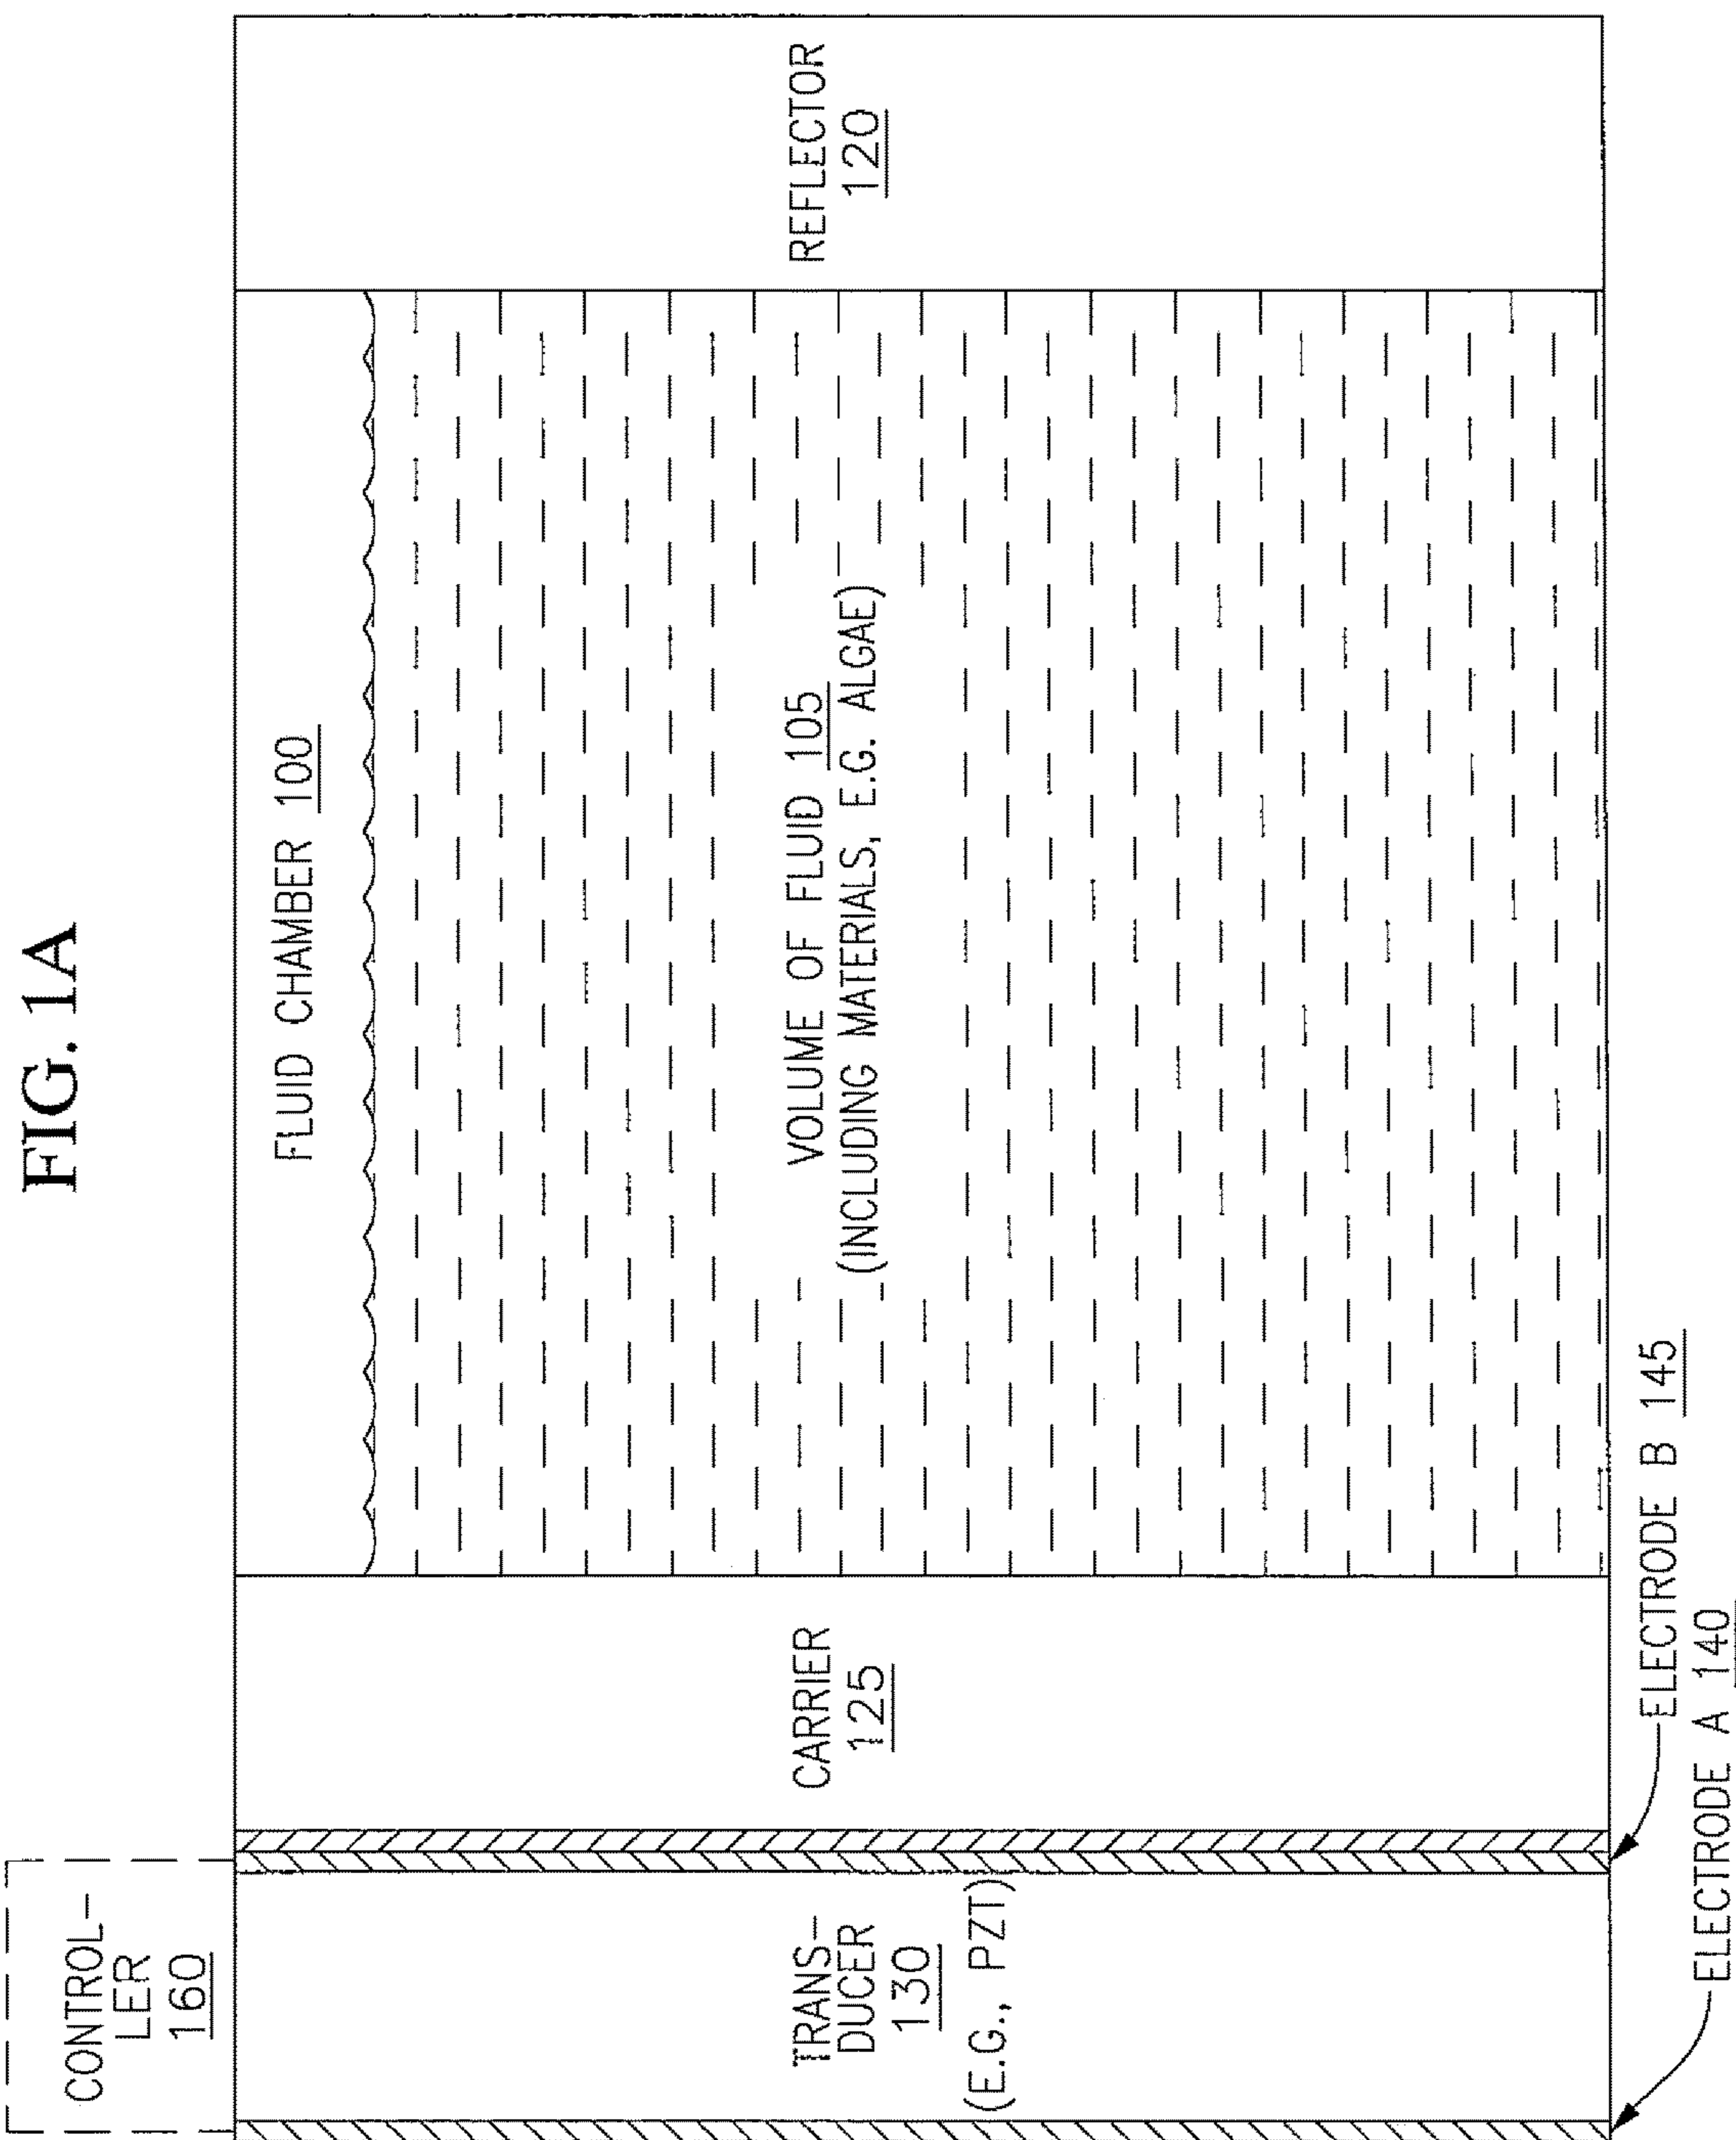 FIG. 1A
CONTROL-
LER
160
FLUID CHAMBER 100
TRANS-
DUCER
130
(E.G., PZT)
CARRIER
125
VOLUME OF FLUID 105
(INCLUDING MATERIALS, E.G. ALGAE)
REFLECTOR
120
ELECTRODE B 145
ELECTRODE A 140